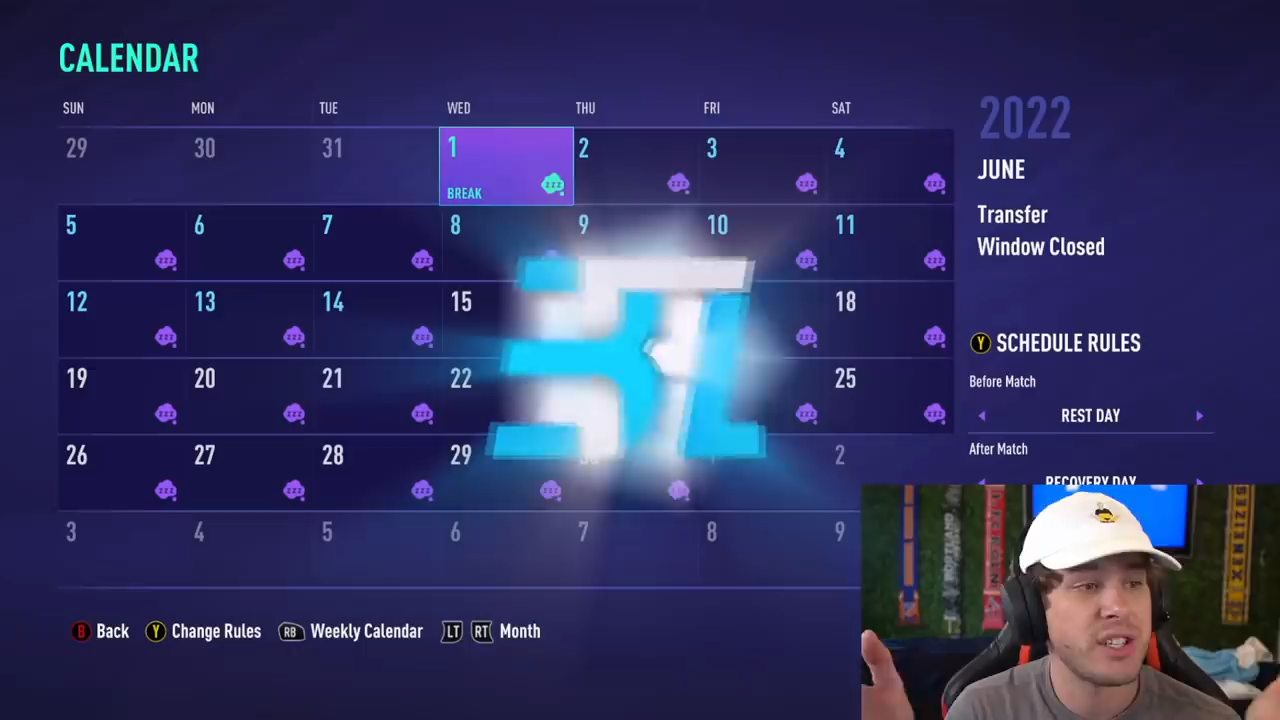 CALENDAR
SUN MON TUE WED THU FRI SAT
29 30 31 1 2 3 4
BREAK
5 6 7 8 9 10 11
12 13 14 15 18
19 20 21 22 25
26 27 28 29 2
3 4 5 6 7 8 9
2022
JUNE
Transfer
Window Closed
Y SCHEDULE RULES
Before Match
REST DAY
After Match
RECOVERY DAY
B Back Y Change Rules RB Weekly Calendar LT RT Month